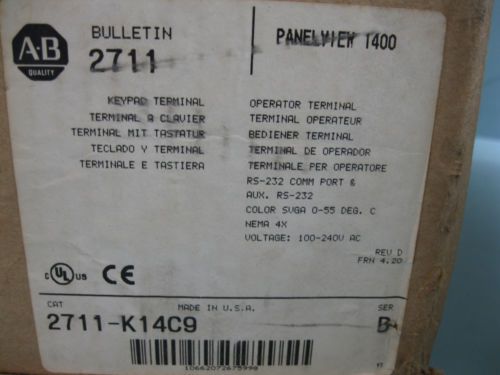 A-B
QUALITY
BULLETIN
2711
PANELVIEW 1400
KEYPAD TERMINAL
TERMINAL A CLAVIER
TERMINAL MIT TASTATUR
TECLADO Y TERMINAL
TERMINALE E TASTIERA
OPERATOR TERMINAL
TERMINAL OPERATEUR
BEDIENER TERMINAL
TERMINAL DE OPERADOR
TERMINALE PER OPERATORE
RS-232 COMM PORT &
AUX. RS-232
COLOR SVGA 0-55 DEG. C
NEMA 4X
VOLTAGE: 100-240V AC
REV D
FRN 4.20
C UL US CE
CAT
MADE IN U.S.A.
SER
2711-K14C9
B
10662072675998